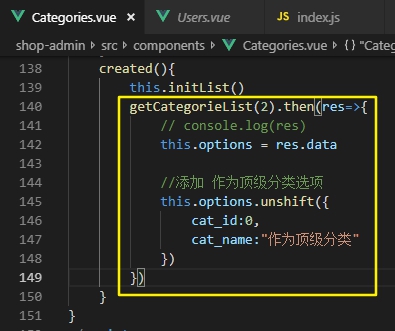 Categories.vue × Users.vue JS index.js
shop-admin > src > components > Categories.vue > {} "Cate
138 created(){
139 this.initList()
140 getCategorieList(2).then(res=>{
141 // console.log(res)
142 this.options = res.data
143
144 //添加 作为顶级分类选项
145 this.options.unshift({
146 cat_id:0,
147 cat_name:"作为顶级分类"
148 })
149 })
150 }
151 }